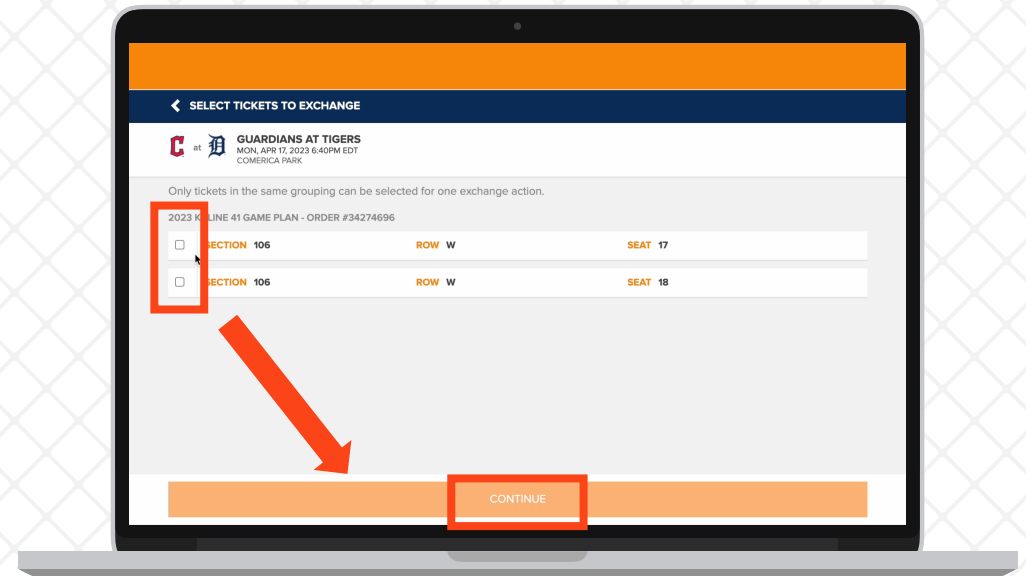 SELECT TICKETS TO EXCHANGE
C at D GUARDIANS AT TIGERS
MON, APR 17, 2023 6:40PM EDT
COMERICA PARK
Only tickets in the same grouping can be selected for one exchange action.
2023 K LINE 41 GAME PLAN - ORDER #34274696
SECTION 106 ROW W SEAT 17
SECTION 106 ROW W SEAT 18
CONTINUE